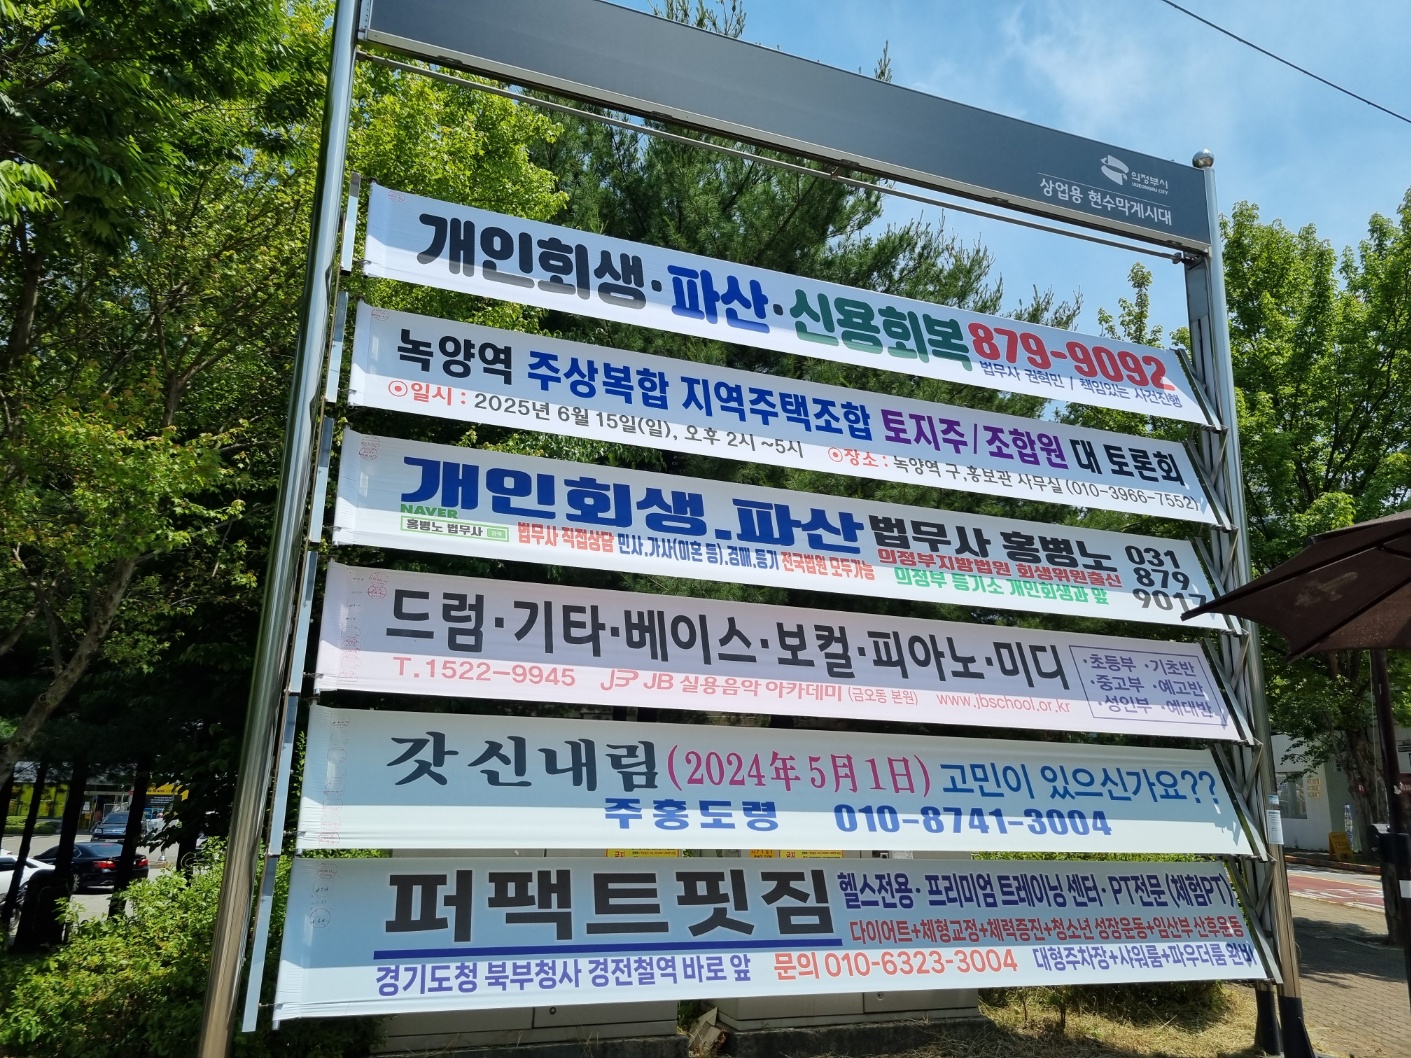 의정부시
UIJEONGBU CITY
상업용 현수막게시대
개인회생·파산·신용회복 879-9092
법무사 권혁민 / 책임있는 사건진행
녹양역 주상복합 지역주택조합 토지주/조합원 대 토론회
⊙일시 : 2025년 6월 15일(일), 오후 2시 ~5시 ⊙장소 : 녹양역 구,홍보관 사무실 (010-3966-7552)
개인회생.파산 법무사 홍병노 031 879 9017
NAVER
홍병노 법무사 검색 법무사 직접상담 민사,가사(이혼 등),경매,등기 전국법원 모두가능 의정부지방법원 회생위원출신
의정부 등기소 개인회생과 앞
드럼·기타·베이스·보컬·피아노·미디
T.1522-9945 JB 실용음악 아카데미 (금오동 본원) www.jbschool.or.kr
·초등부 ·기초반
·중고부 ·예고반
·성인부 ·예대반
갓 신내림 (2024年 5月 1日) 고민이 있으신가요??
주홍도령 010-8741-3004
퍼팩트핏짐 헬스전용· 프리미엄 트레이닝 센터· PT전문 (체험PT)
다이어트+체형교정+체력증진+청소년 성장운동+임산부 산후운동
경기도청 북부청사 경전철역 바로 앞 문의 010-6323-3004 대형주차장+샤워룸+파우더룸